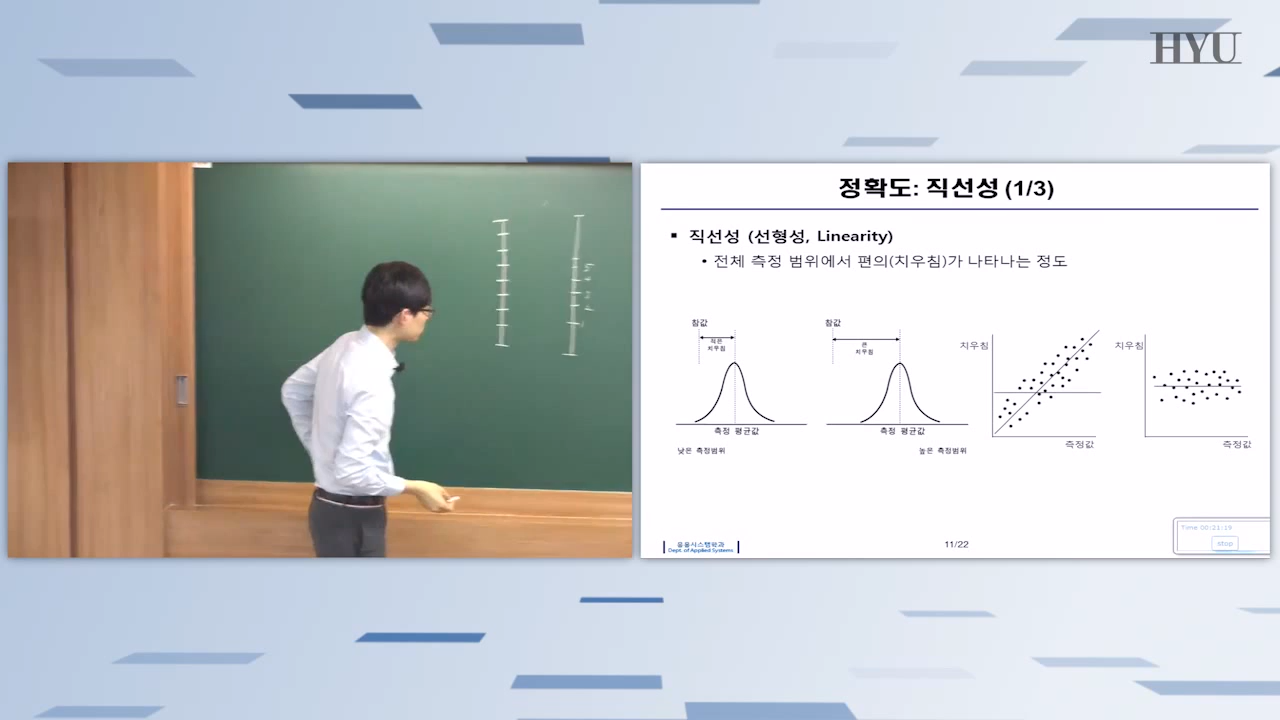 HYU
정확도: 직선성 (1/3)
▪ 직선성 (선형성, Linearity)
• 전체 측정 범위에서 편의(치우침)가 나타나는 정도
참값
작은
치우침
측정 평균값
낮은 측정범위
참값
큰
치우침
측정 평균값
높은 측정범위
치우침
측정값
치우침
측정값
응용시스템학과
Dept. of Applied Systems
11/22
Time 00:21:19
stop